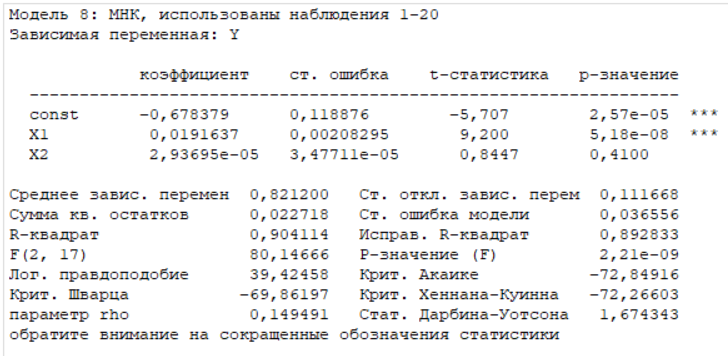 Модель 8: МНК, использованы наблюдения 1-20
Зависимая переменная: Y
коэффициент ст. ошибка t-статистика p-значение
---------------------------------------------------------------
const -0,678379 0,118876 -5,707 2,57e-05 ***
X1 0,0191637 0,00208295 9,200 5,18e-08 ***
X2 2,93695e-05 3,47711e-05 0,8447 0,4100
Среднее завис. перемен 0,821200 Ст. откл. завис. перем 0,111668
Сумма кв. остатков 0,022718 Ст. ошибка модели 0,036556
R-квадрат 0,904114 Исправ. R-квадрат 0,892833
F(2, 17) 80,14666 P-значение (F) 2,21e-09
Лог. правдоподобие 39,42458 Крит. Акаике -72,84916
Крит. Шварца -69,86197 Крит. Хеннана-Куинна -72,26603
параметр rho 0,149491 Стат. Дарбина-Уотсона 1,674343
обратите внимание на сокращенные обозначения статистики